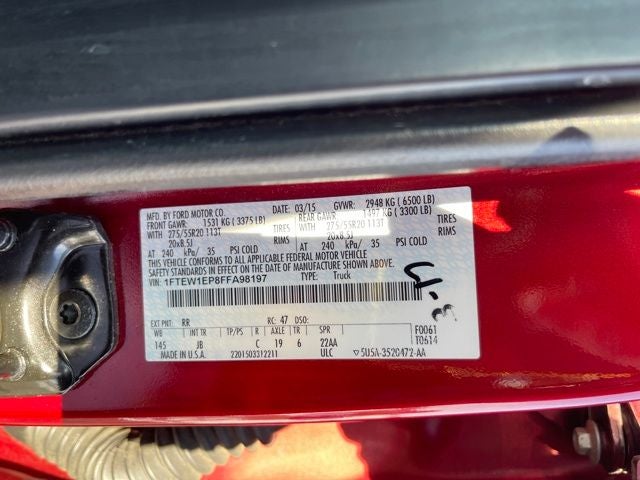 MFD. BY FORD MOTOR CO. DATE: 03/15 GVWR: 2948 KG ( 6500 LB)
FRONT GAWR: 1531 KG ( 3375 LB) REAR GAWR: 1497 KG ( 3300 LB)
WITH 275/55R20 113T TIRES WITH 275/55R20 113T TIRES
20x8.5J RIMS 20x8.5J RIMS
AT 240 kPa/ 35 PSI COLD AT 240 kPa/ 35 PSI COLD
THIS VEHICLE CONFORMS TO ALL APPLICABLE FEDERAL MOTOR VEHICLE
SAFETY STANDARDS IN EFFECT ON THE DATE OF MANUFACTURE SHOWN ABOVE.
VIN: 1FTEW1EP8FFA98197 TYPE: Truck
EXT PNT: RR RC: 47 DSO: F0061
WB INT TR TP/PS R AXLE TR SPR T0614
145 JB C 19 6 22AA
MADE IN U.S.A. 2201503312211 ULC ▽5U5A-3520472-AA